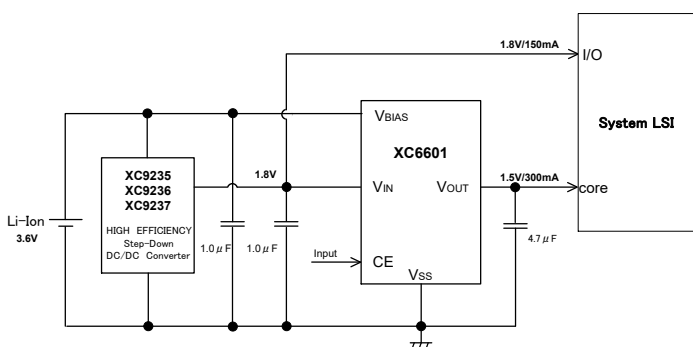 1.8V/150mA
I/O
System LSI
VBIAS
XC6601
XC9235
XC9236
XC9237
1.8V
VIN
VOUT
1.5V/300mA
core
Li-Ion
3.6V
HIGH EFFICIENCY
Step-Down
DC/DC Converter
1.0μF
1.0μF
Input
CE
VSS
4.7μF